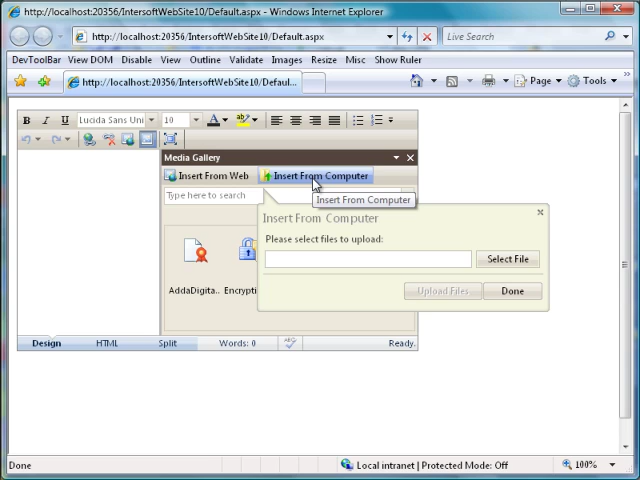 http://localhost:20356/IntersoftWebSite10/Default.aspx - Windows Internet Explorer
http://localhost:20356/IntersoftWebSite10/Default.aspx
Live Search
DevToolBar View DOM Disable View Outline Validate Images Resize Misc Show Ruler
http://localhost:20356/IntersoftWebSite10/Defaul...
Page Tools
B I U Lucida Sans Uni 10 A ab
Media Gallery
Insert From Web Insert From Computer
Type here to search
Insert From Computer
Insert From Computer
Please select files to upload:
Select File
AddaDigita... Encrypti
Upload Files Done
Design HTML Split Words: 0 ABC Ready.
Done Local intranet | Protected Mode: Off 100%